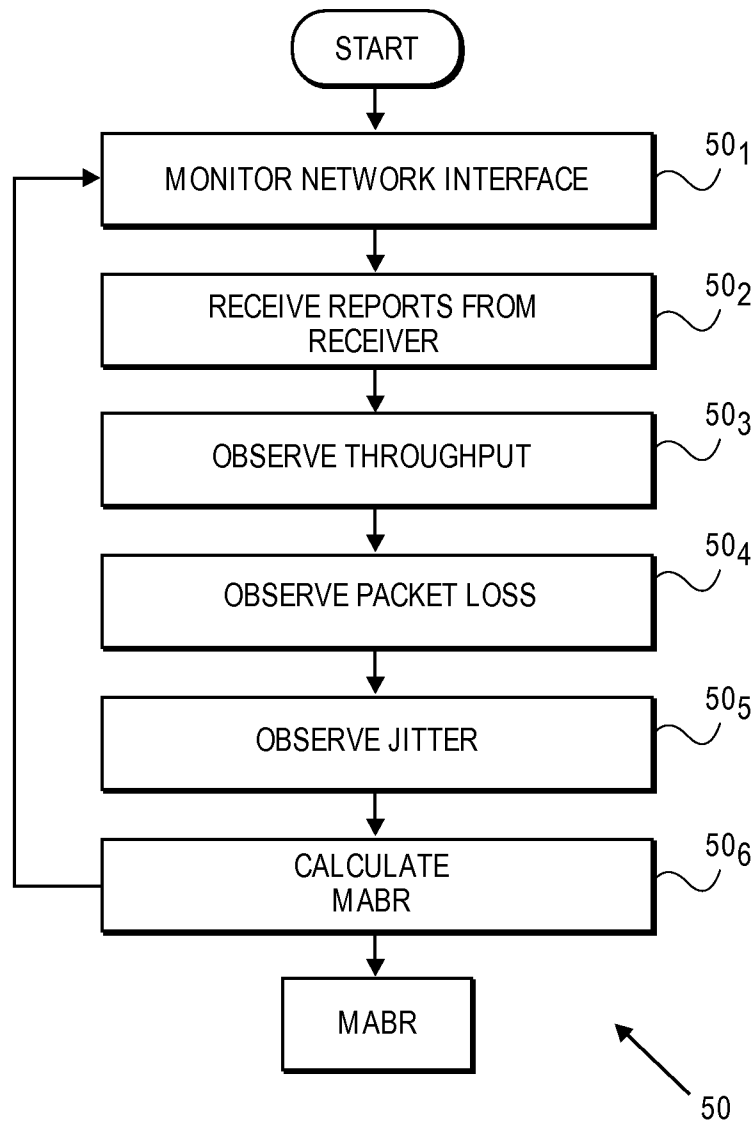 START
MONITOR NETWORK INTERFACE
50₁
RECEIVE REPORTS FROM
RECEIVER
50₂
OBSERVE THROUGHPUT
50₃
OBSERVE PACKET LOSS
50₄
OBSERVE JITTER
50₅
CALCULATE
MABR
50₆
MABR
50